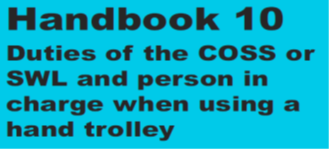 Handbook 10
Duties of the COSS or
SWL and person in
charge when using a
hand trolley